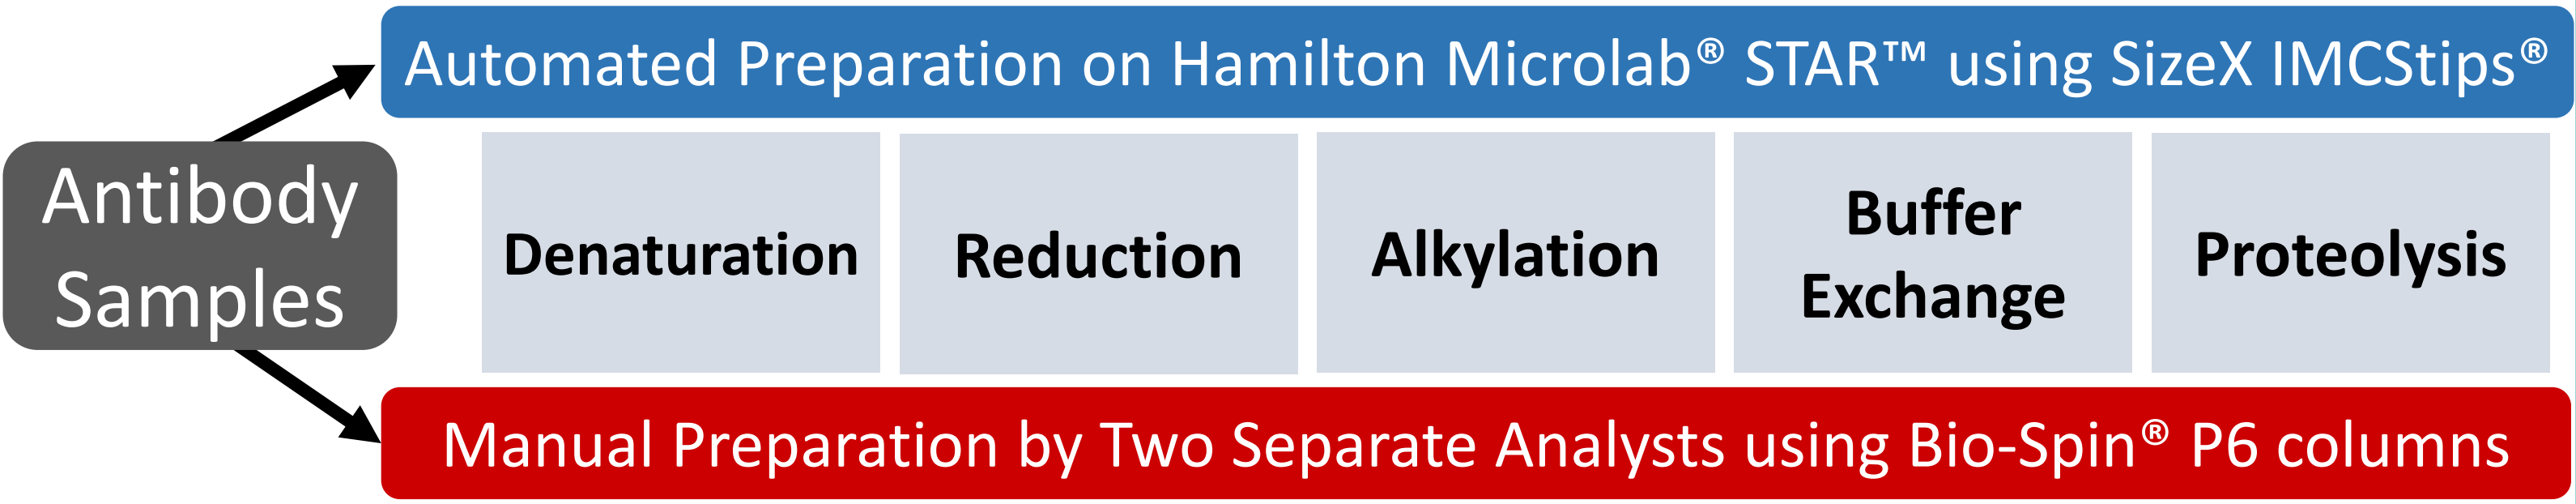 Automated Preparation on Hamilton Microlab® STAR™ using SizeX IMCStips®
Antibody
Samples
Denaturation
Reduction
Alkylation
Buffer
Exchange
Proteolysis
Manual Preparation by Two Separate Analysts using Bio-Spin® P6 columns